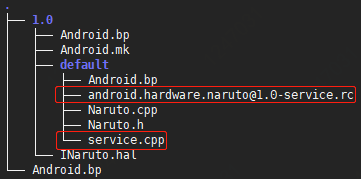 .
├── 1.0
│   ├── Android.bp
│   ├── Android.mk
│   ├── default
│   │   ├── Android.bp
│   │   ├── android.hardware.naruto@1.0-service.rc
│   │   ├── Naruto.cpp
│   │   ├── Naruto.h
│   │   └── service.cpp
│   └── INaruto.hal
└── Android.bp